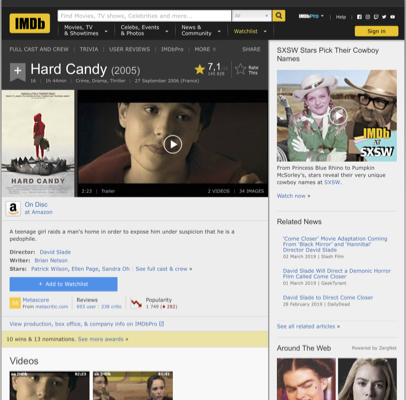 IMDb
Find Movies, TV shows, Celebrities and more...
All
Movies, TV & Showtimes
Celebs, Events & Photos
News & Community
Watchlist
IMDbPro
Help
Sign in
FULL CAST AND CREW | TRIVIA | USER REVIEWS | IMDbPro | MORE
SHARE
Hard Candy (2005)
7,1
Rate This
16 | 1h 44min | Crime, Drama, Thriller | 27 September 2006 (France)
HARD CANDY
2:23 | Trailer
2 VIDEOS | 34 IMAGES
On Disc
at Amazon
A teenage girl raids a man's home in order to expose him under suspicion that he is a
pedophile.
Director: David Slade
Writer: Brian Nelson
Stars: Patrick Wilson, Ellen Page, Sandra Oh | See full cast & crew »
+ Add to Watchlist
Metascore
From metacritic.com
Reviews
603 user | 238 critic
Popularity
1 749 (282)
View production, box office, & company info on IMDbPro
10 wins & 13 nominations. See more awards »
Videos
SXSW Stars Pick Their Cowboy
Names
IMDb
AT
SXSW
From Princess Blue Rhino to Pumpkin
McSorley's, stars reveal their very
unique cowboy names at SXSW.
Watch now »
Related News
'Come Closer' Movie Adaptation Coming
From 'Black Mirror' and 'Hannibal'
Director David Slade
02 March 2019 | Slash Film
David Slade Will Direct a Demonic Horror
Film Called Come Closer
01 March 2019 | GeekTyrant
David Slade to Direct Come Closer
28 February 2019 | DailyDead
See all related articles »
Around The Web
Powered by ZergNet